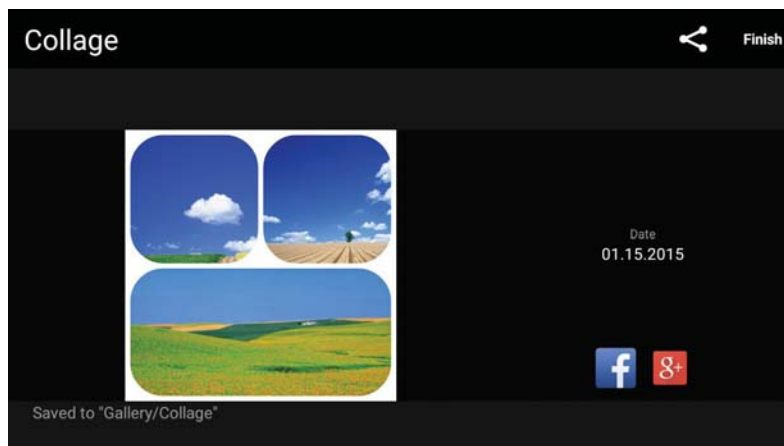 Collage
Finish
Date
01.15.2015
f
g+
Saved to "Gallery/Collage"